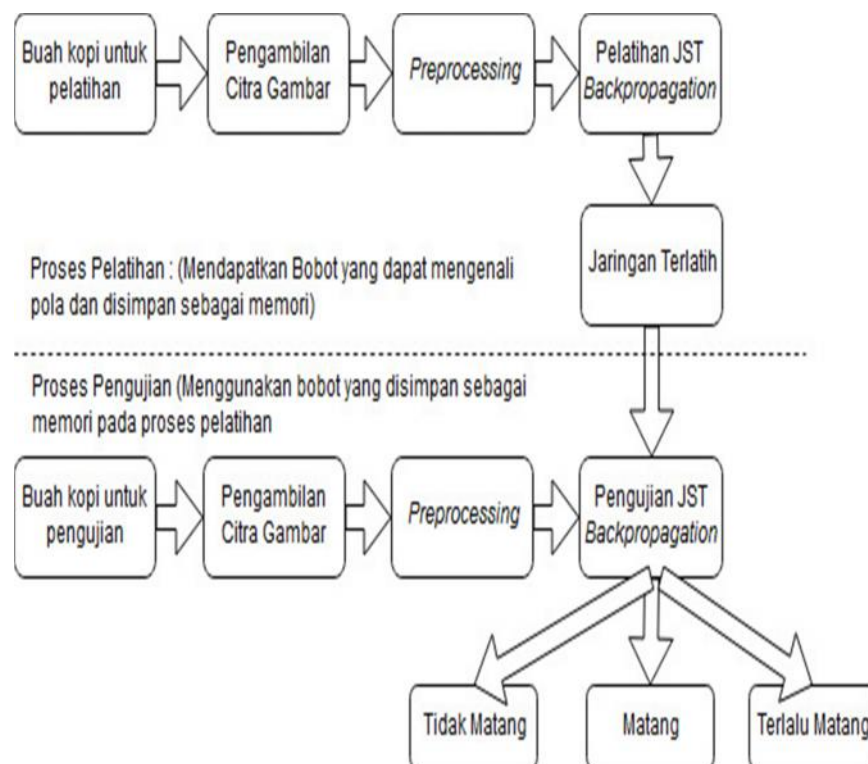 Buah kopi untuk
pelatihan
Pengambilan
Citra Gambar
Preprocessing
Pelatihan JST
Backpropagation
Jaringan Terlatih
Proses Pelatihan : (Mendapatkan Bobot yang dapat mengenali
pola dan disimpan sebagai memori)
Proses Pengujian (Menggunakan bobot yang disimpan sebagai
memori pada proses pelatihan
Buah kopi untuk
pengujian
Pengambilan
Citra Gambar
Preprocessing
Pengujian JST
Backpropagation
Tidak Matang
Matang
Terlalu Matang